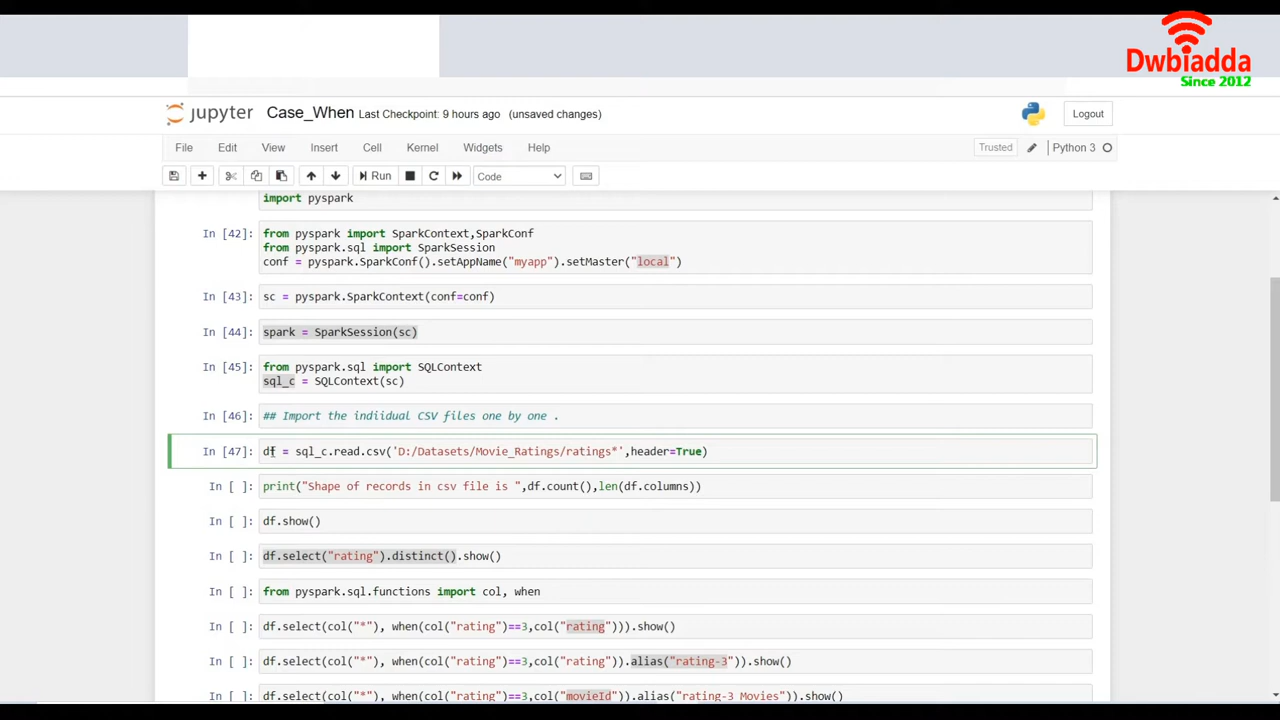 Dwbiadda
Since 2012
jupyter Case_When Last Checkpoint: 9 hours ago (unsaved changes) Logout
File Edit View Insert Cell Kernel Widgets Help Trusted Python 3
Run Code
import pyspark
In [42]: from pyspark import SparkContext,SparkConf
from pyspark.sql import SparkSession
conf = pyspark.SparkConf().setAppName("myapp").setMaster("local")
In [43]: sc = pyspark.SparkContext(conf=conf)
In [44]: spark = SparkSession(sc)
In [45]: from pyspark.sql import SQLContext
sql_c = SQLContext(sc)
In [46]: ## Import the indiidual CSV files one by one .
In [47]: df = sql_c.read.csv('D:/Datasets/Movie_Ratings/ratings*',header=True)
In [ ]: print("Shape of records in csv file is ",df.count(),len(df.columns))
In [ ]: df.show()
In [ ]: df.select("rating").distinct().show()
In [ ]: from pyspark.sql.functions import col, when
In [ ]: df.select(col("*"), when(col("rating")==3,col("rating"))).show()
In [ ]: df.select(col("*"), when(col("rating")==3,col("rating")).alias("rating-3")).show()
In [ ]: df.select(col("*"), when(col("rating")==3,col("movieId")).alias("rating-3 Movies")).show()